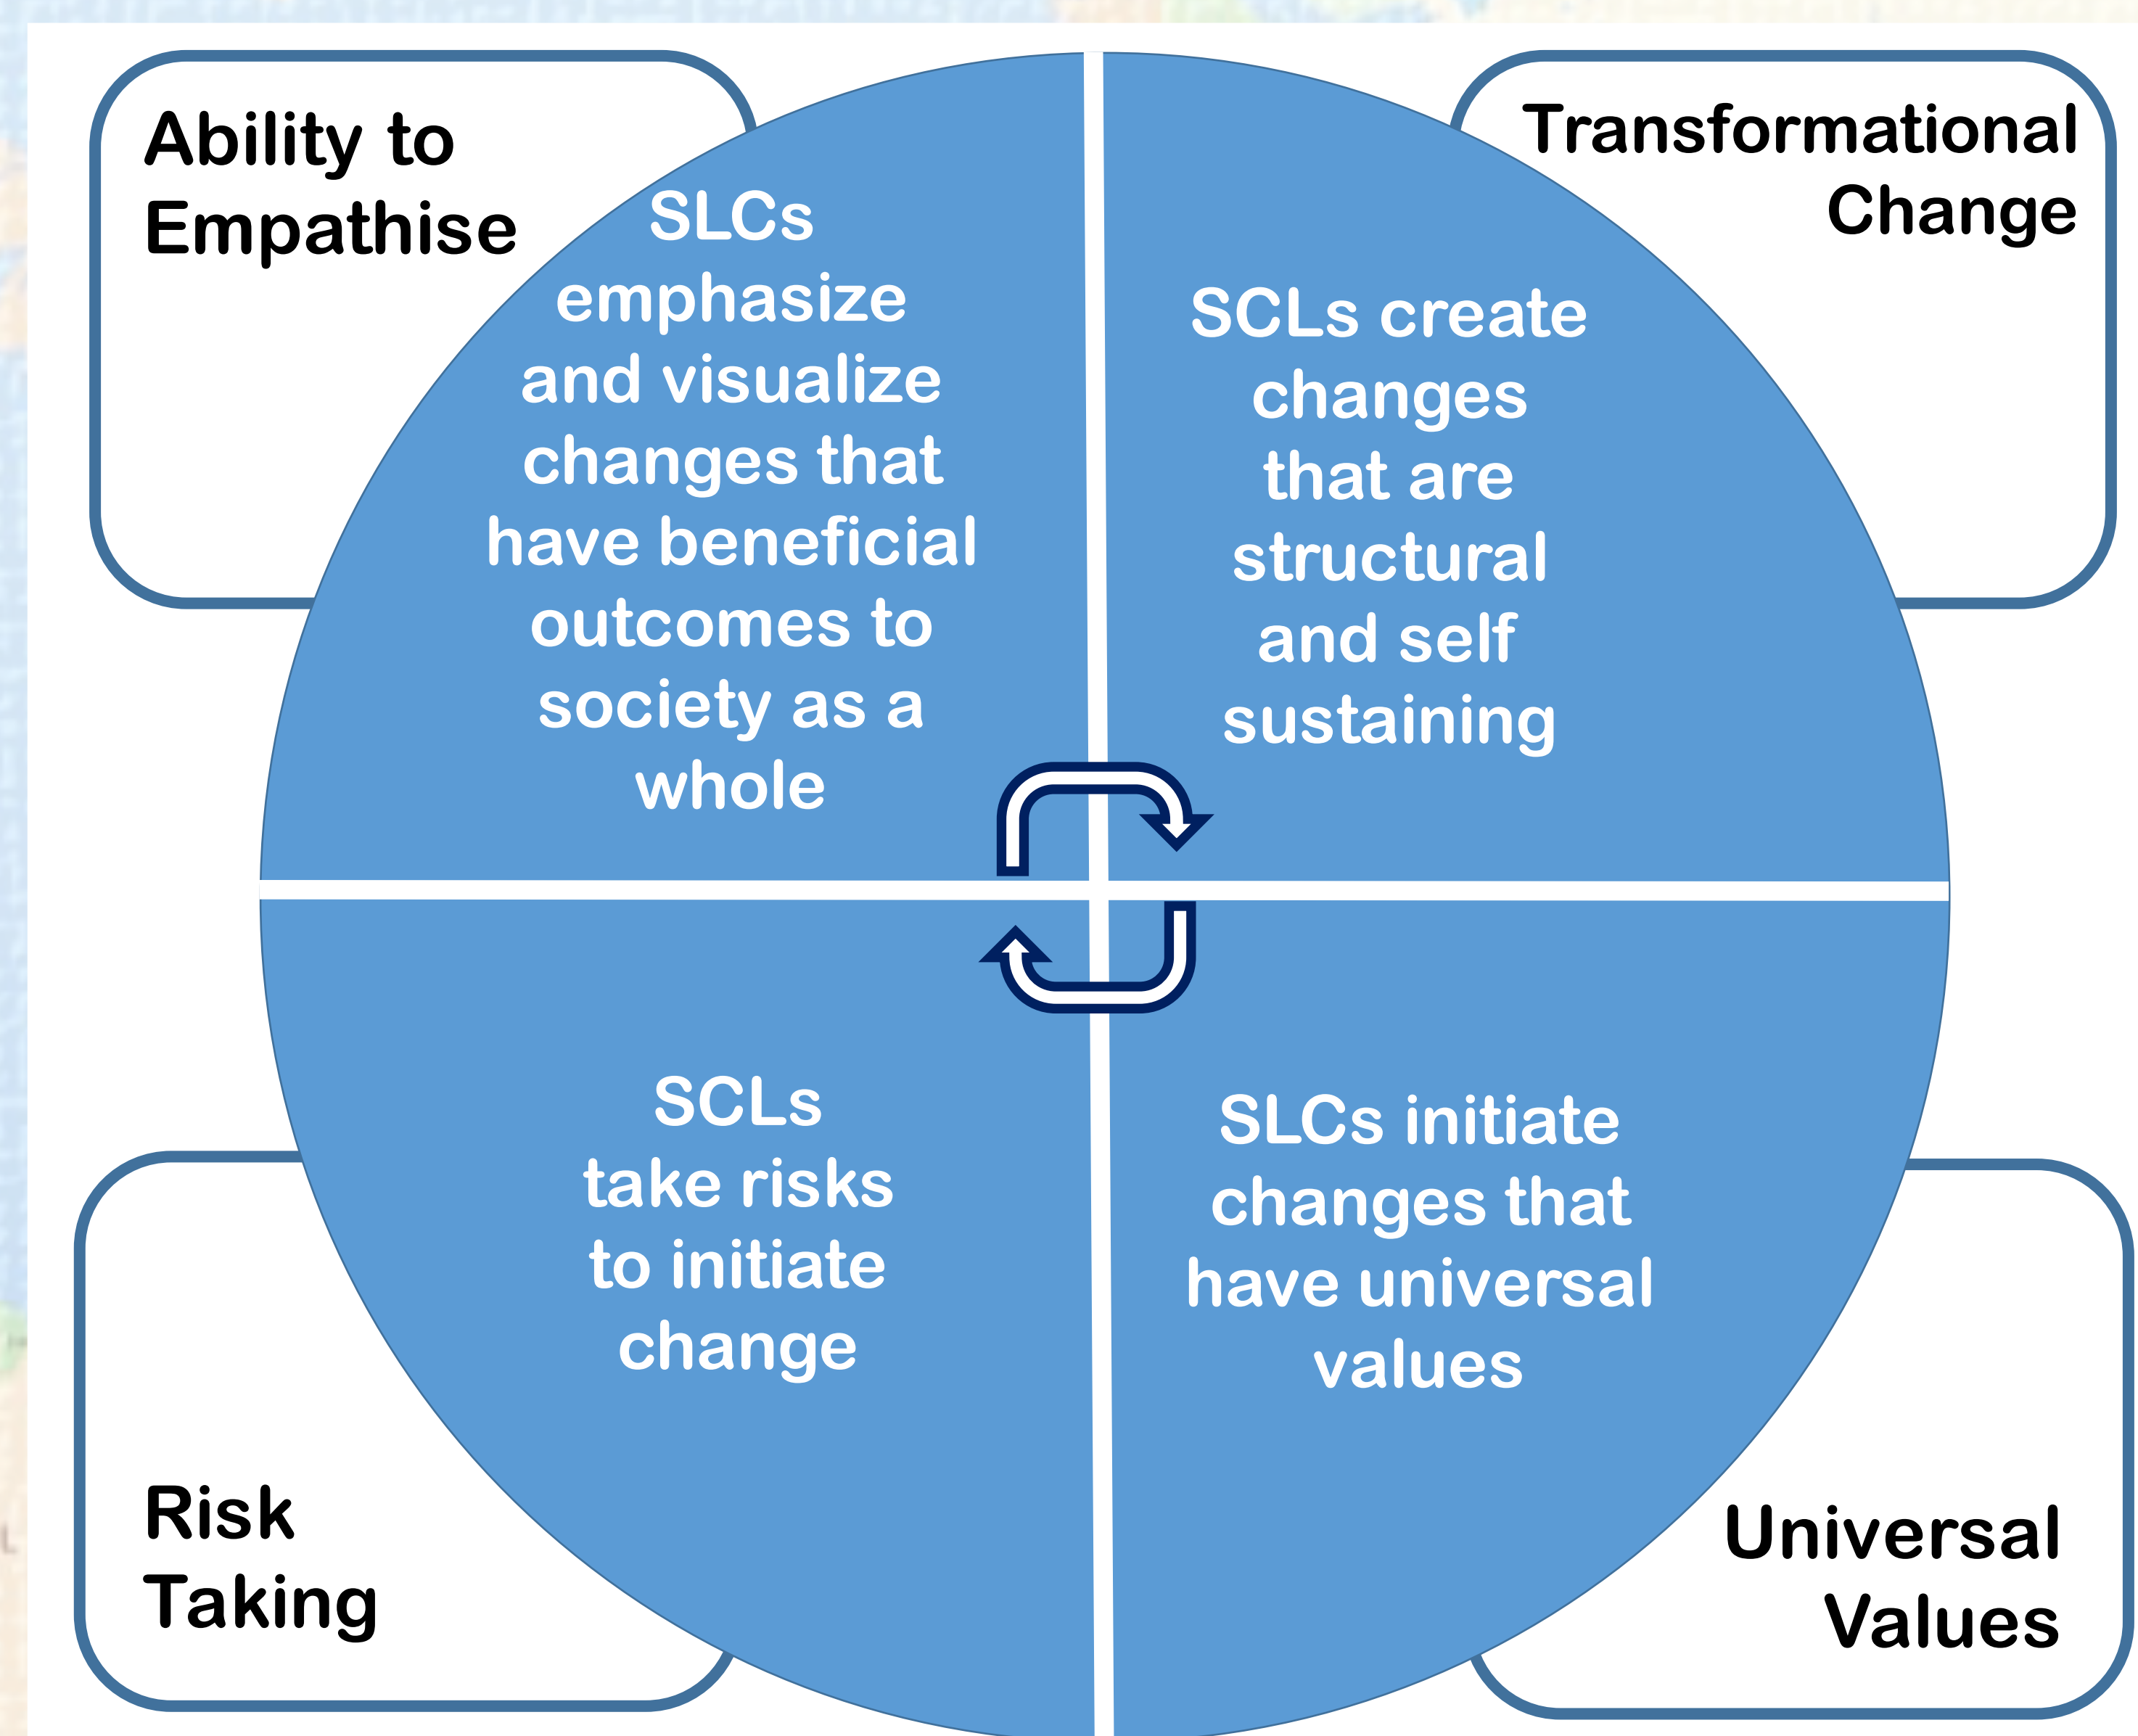 Ability to
Empathise
SLCs
emphasize
and visualize
changes that
have beneficial
outcomes to
society as a
whole
Transformational
Change
SCLs create
changes
that are
structural
and self
sustaining
Risk
Taking
SCLs
take risks
to initiate
change
Universal
Values
SLCs initiate
changes that
have universal
values